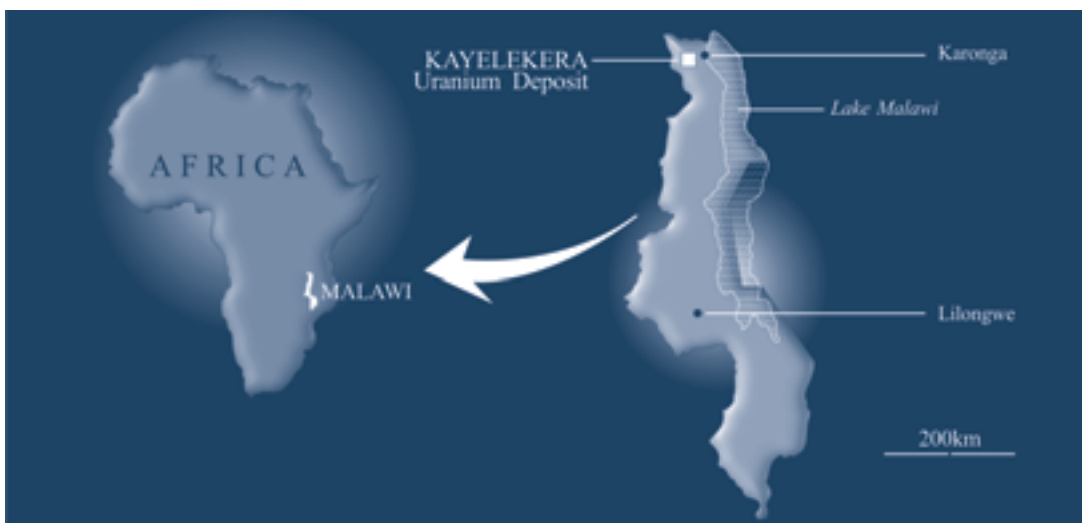 AFRICA
MALAWI
KAYELEKERA
Uranium Deposit
Karonga
Lake Malawi
Lilongwe
200km